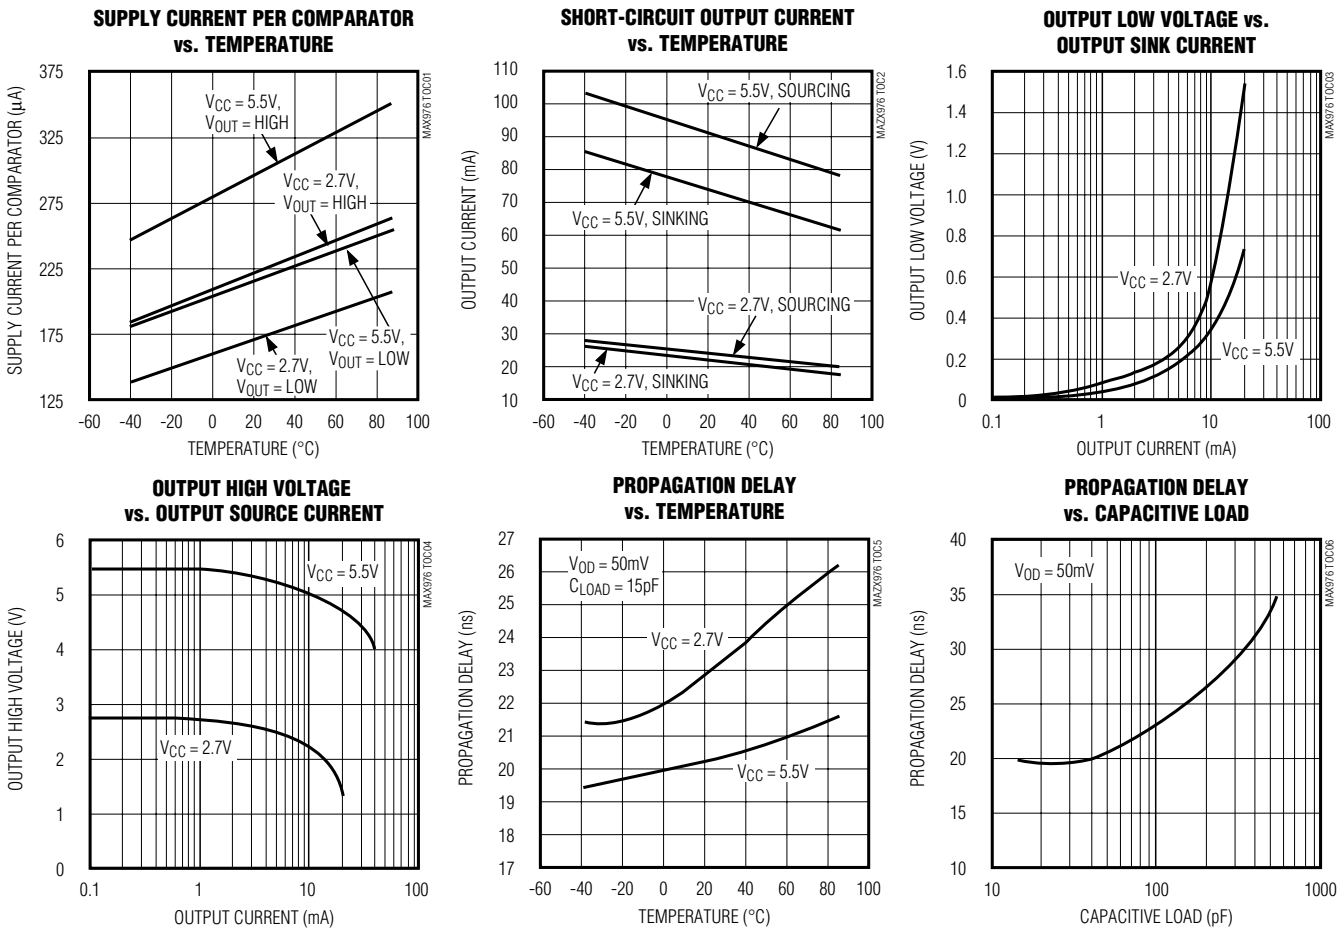 SUPPLY CURRENT PER COMPARATOR
vs. TEMPERATURE
SUPPLY CURRENT PER COMPARATOR (μA)
375
325
275
225
175
125
VCC = 5.5V,
VOUT = HIGH
VCC = 2.7V,
VOUT = HIGH
VCC = 5.5V,
VOUT = LOW
VCC = 2.7V,
VOUT = LOW
MAX976 TOC01
-60 -40 -20 0 20 40 60 80 100
TEMPERATURE (°C)
SHORT-CIRCUIT OUTPUT CURRENT
vs. TEMPERATURE
OUTPUT CURRENT (mA)
110
100
90
80
70
60
50
40
30
20
10
VCC = 5.5V, SOURCING
VCC = 5.5V, SINKING
VCC = 2.7V, SOURCING
VCC = 2.7V, SINKING
MAZX976 TOC2
-60 -40 -20 0 20 40 60 80 100
TEMPERATURE (°C)
OUTPUT LOW VOLTAGE vs.
OUTPUT SINK CURRENT
OUTPUT LOW VOLTAGE (V)
1.6
1.4
1.2
1.0
0.8
0.6
0.4
0.2
0
VCC = 2.7V
VCC = 5.5V
MAX976 TOC03
0.1 1 10 100
OUTPUT CURRENT (mA)
OUTPUT HIGH VOLTAGE
vs. OUTPUT SOURCE CURRENT
OUTPUT HIGH VOLTAGE (V)
6
5
4
3
2
1
0
VCC = 5.5V
VCC = 2.7V
MAX976 TOC04
0.1 1 10 100
OUTPUT CURRENT (mA)
PROPAGATION DELAY
vs. TEMPERATURE
PROPAGATION DELAY (ns)
27
26
25
24
23
22
21
20
19
18
17
VOD = 50mV
CLOAD = 15pF
VCC = 2.7V
VCC = 5.5V
MAZX976 TOC5
-60 -40 -20 0 20 40 60 80 100
TEMPERATURE (°C)
PROPAGATION DELAY
vs. CAPACITIVE LOAD
PROPAGATION DELAY (ns)
40
35
30
25
20
15
10
VOD = 50mV
MAX976 TOC06
10 100 1000
CAPACITIVE LOAD (pF)